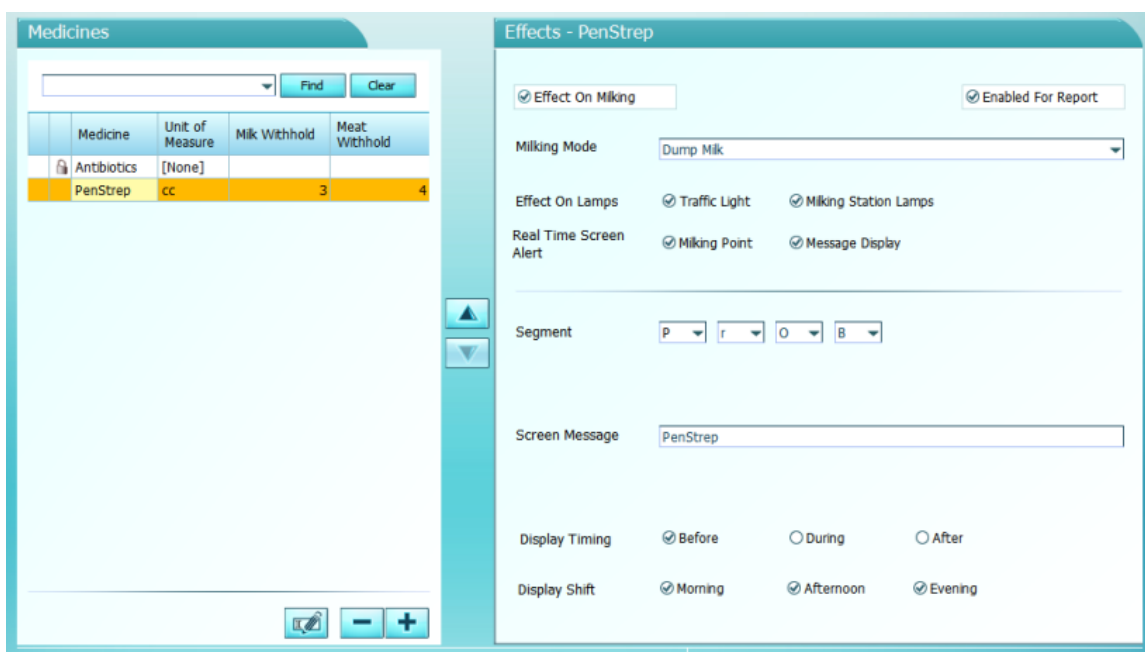 Medicines
Find Clear
Medicine Unit of Measure Milk Withhold Meat Withhold
Antibiotics [None]
PenStrep cc 3 4
Effects - PenStrep
Effect On Milking Enabled For Report
Milking Mode Dump Milk
Effect On Lamps Traffic Light Milking Station Lamps
Real Time Screen Alert Milking Point Message Display
Segment P r O B
Screen Message PenStrep
Display Timing Before During After
Display Shift Morning Afternoon Evening